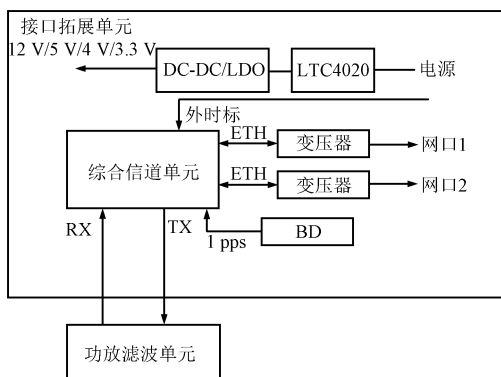 接口拓展单元
12 V/5 V/4 V/3.3 V
DC-DC/LDO
LTC4020
电源
外时标
ETH
变压器
网口1
综合信道单元
ETH
变压器
网口2
RX
TX
1 pps
BD
功放滤波单元